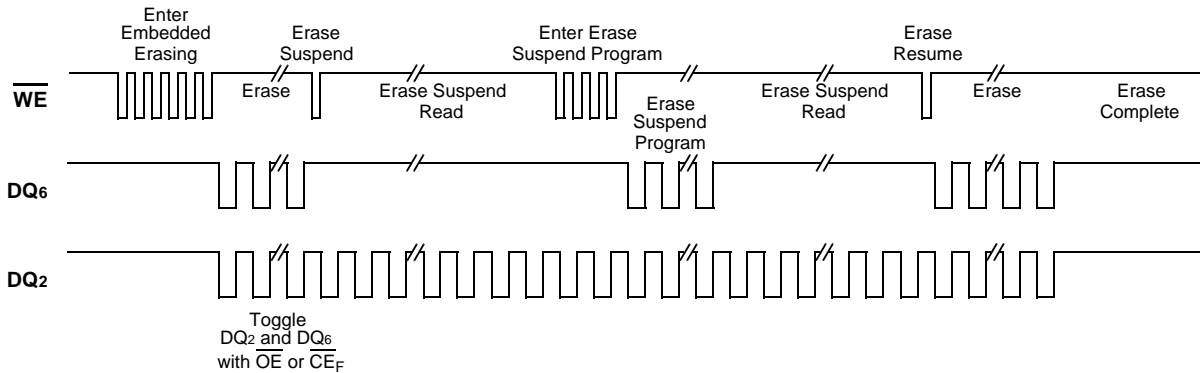 Enter
Embedded
Erasing
Erase
Suspend
Enter Erase
Suspend Program
Erase
Resume
WE
Erase
Erase Suspend
Read
Erase
Suspend
Program
Erase Suspend
Read
Erase
Erase
Complete
DQ6
DQ2
Toggle
DQ2 and DQ6
with OE or CEF